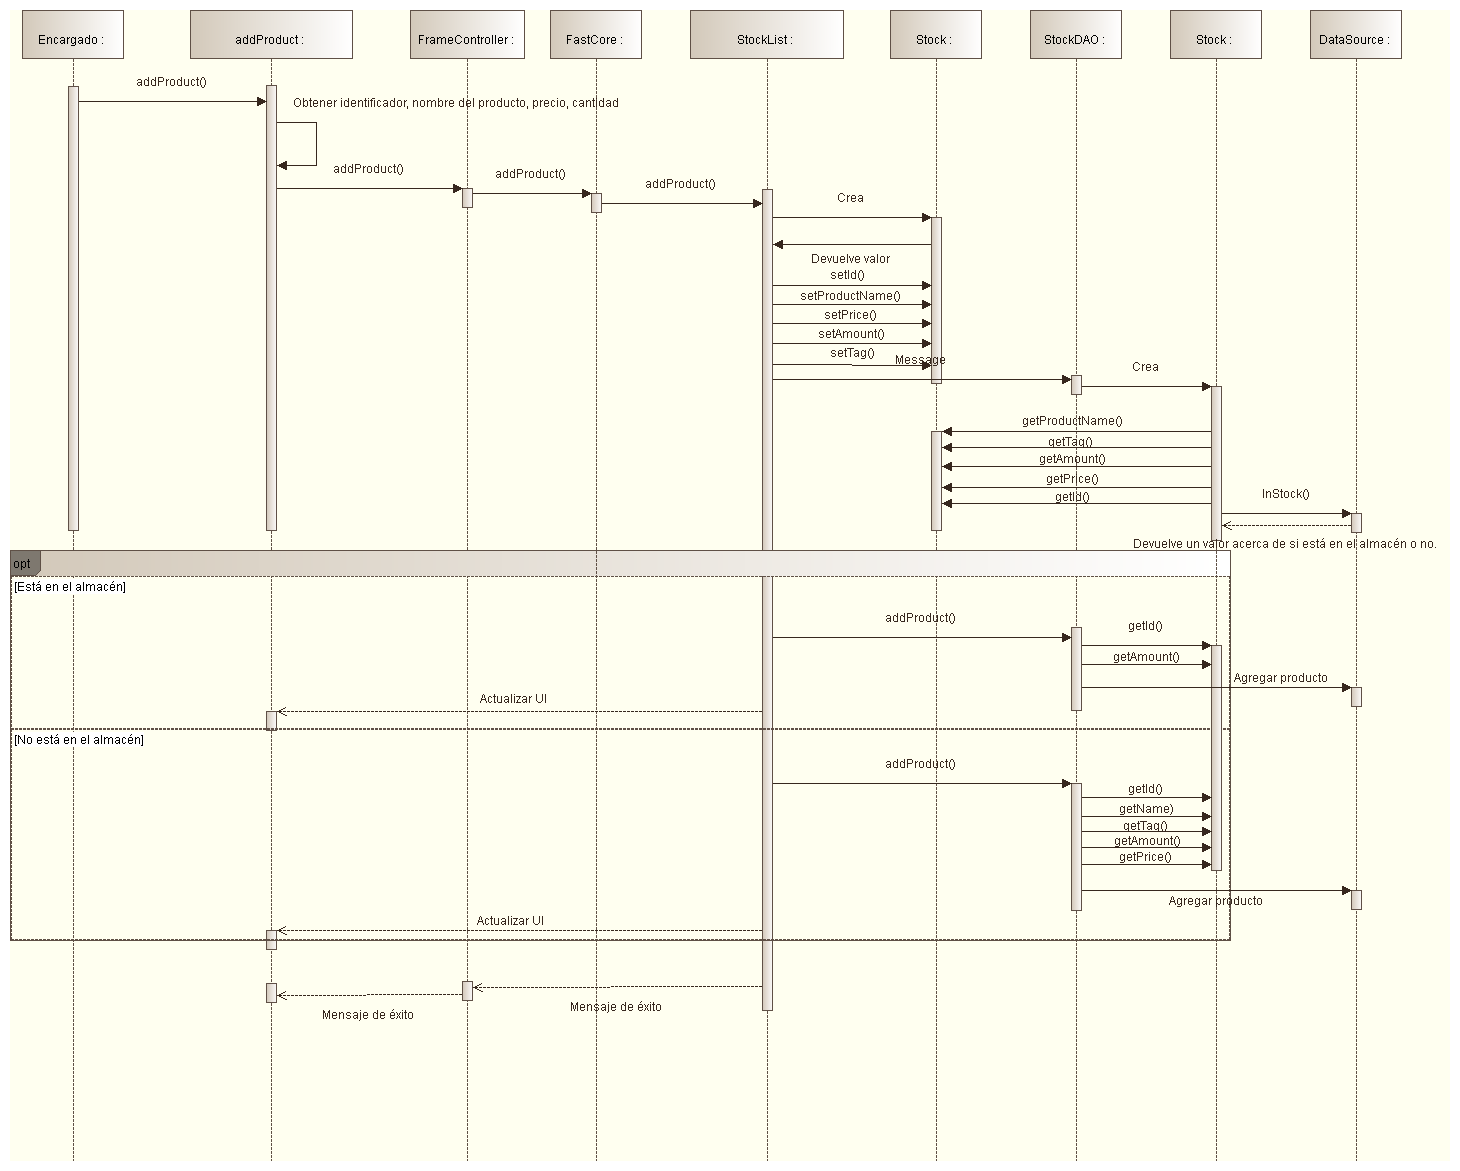 Encargado :
addProduct :
FrameController :
FastCore :
StockList :
Stock :
StockDAO :
Stock :
DataSource :
addProduct()
Obtener identificador, nombre del producto, precio, cantidad
addProduct()
addProduct()
addProduct()
Crea
Devuelve valor
setId()
setProductName()
setPrice()
setAmount()
setTag()
Message
Crea
getProductName()
getTag()
getAmount()
getPrice()
getId()
InStock()
Devuelve un valor acerca de si está en el almacén o no.
opt
[Está en el almacén]
addProduct()
getId()
getAmount()
Agregar producto
Actualizar UI
[No está en el almacén]
addProduct()
getId()
getName)
getTag()
getAmount()
getPrice()
Agregar producto
Actualizar UI
Mensaje de éxito
Mensaje de éxito